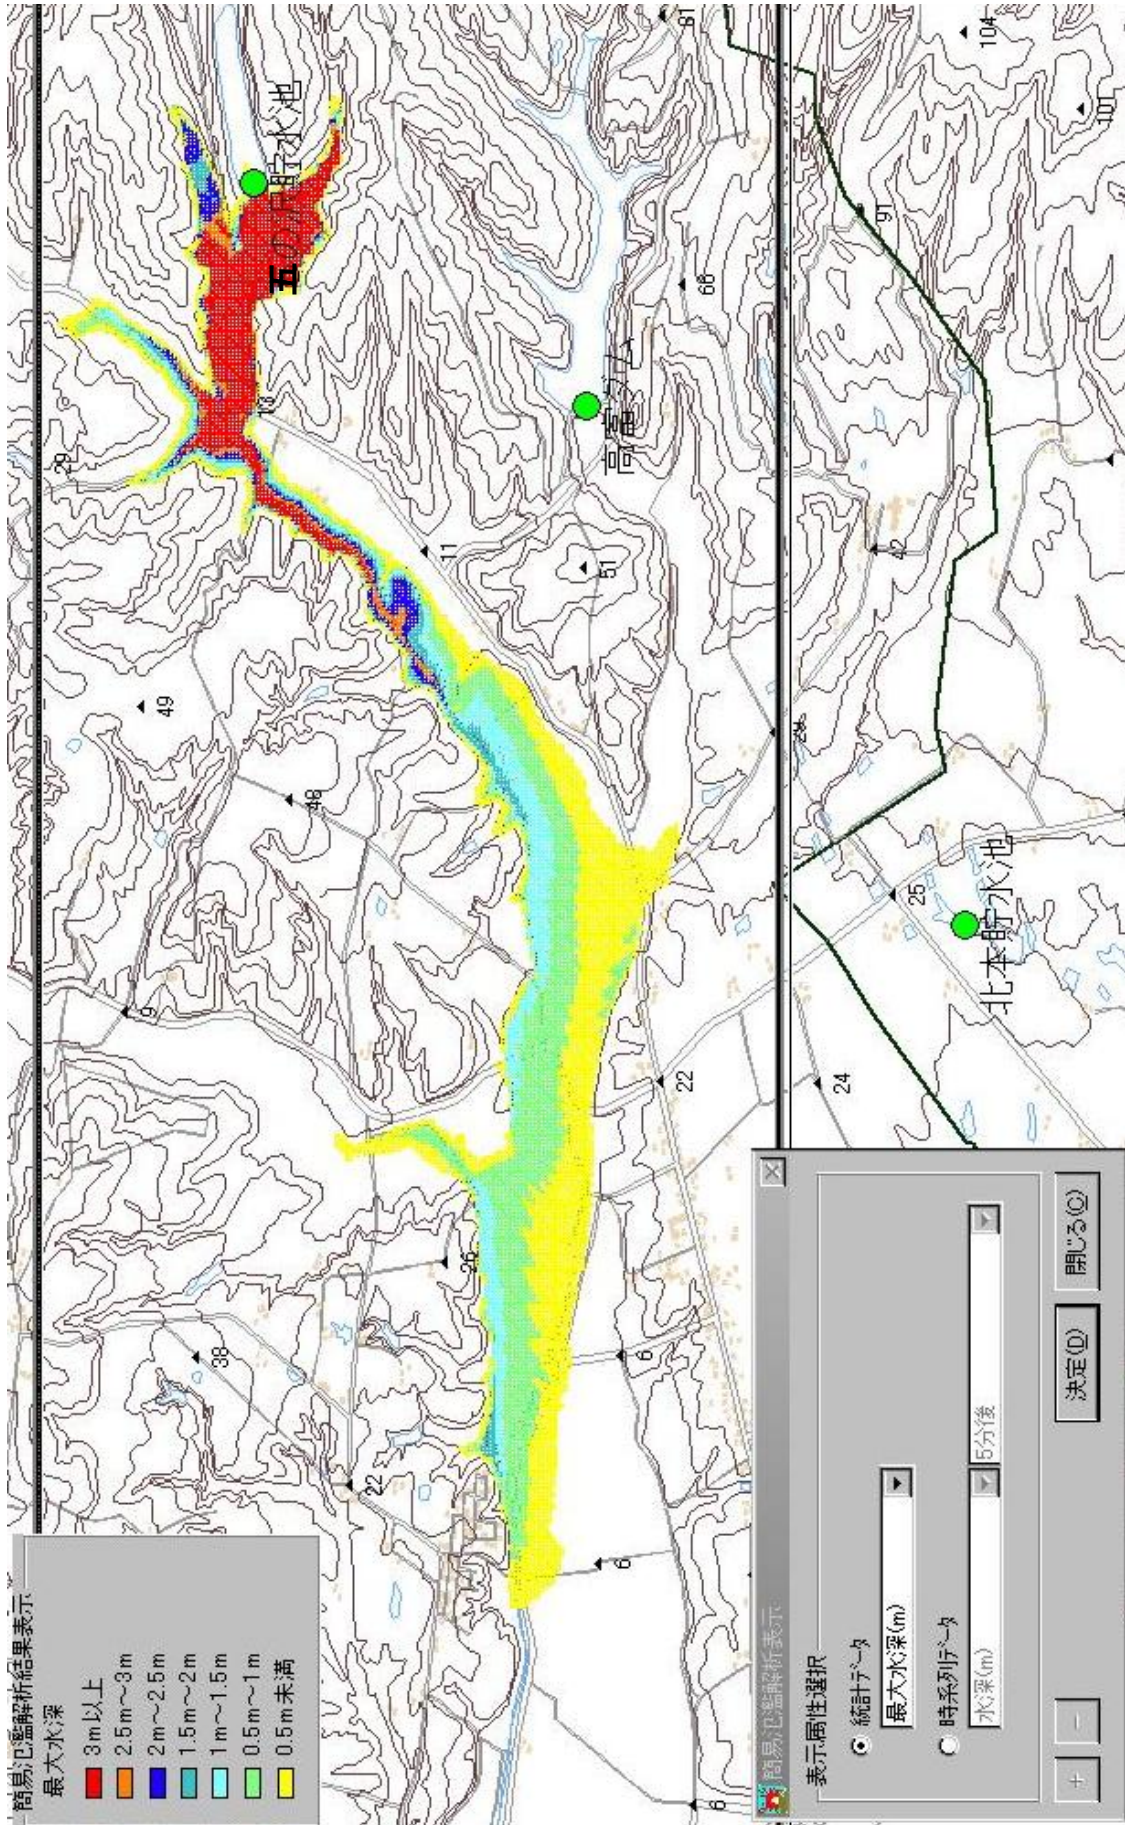 簡易氾濫解析結果表示
最大水深
3m以上
2.5m～3m
2m～2.5m
1.5m～2m
1m～1.5m
0.5m～1m
0.5m未満
29
49
48
9
38
22
26
13
五の
貯水池
11
51
高富ダム
68
81
22
6
6
6
104
101
91
42
25
24
北本貯水池
簡易氾濫解析表示
表示属性選択
統計データ
最大水深(m)
時系列データ
水深(m)
5分後
+
-
決定(D)
閉じる(C)